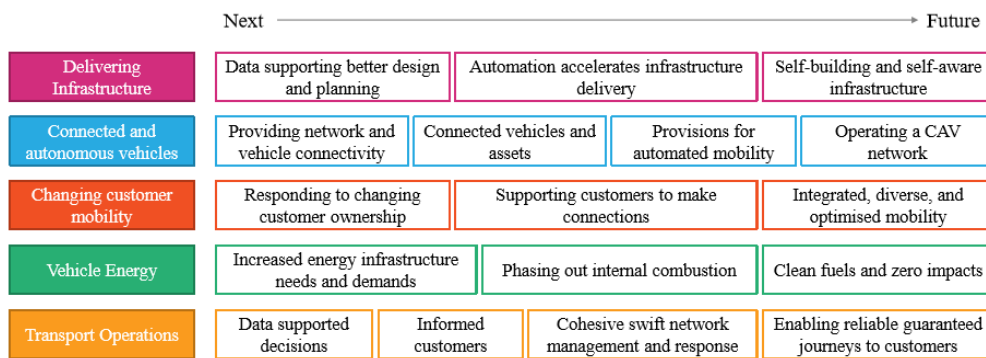 Next
Future
Delivering
Infrastructure
Data supporting better design
and planning
Automation accelerates infrastructure
delivery
Self-building and self-aware
infrastructure
Connected and
autonomous vehicles
Providing network and
vehicle connectivity
Connected vehicles and
assets
Provisions for
automated mobility
Operating a CAV
network
Changing customer
mobility
Responding to changing
customer ownership
Supporting customers to make
connections
Integrated, diverse, and
optimised mobility
Vehicle Energy
Increased energy infrastructure
needs and demands
Phasing out internal combustion
Clean fuels and zero impacts
Transport Operations
Data supported
decisions
Informed
customers
Cohesive swift network
management and response
Enabling reliable guaranteed
journeys to customers